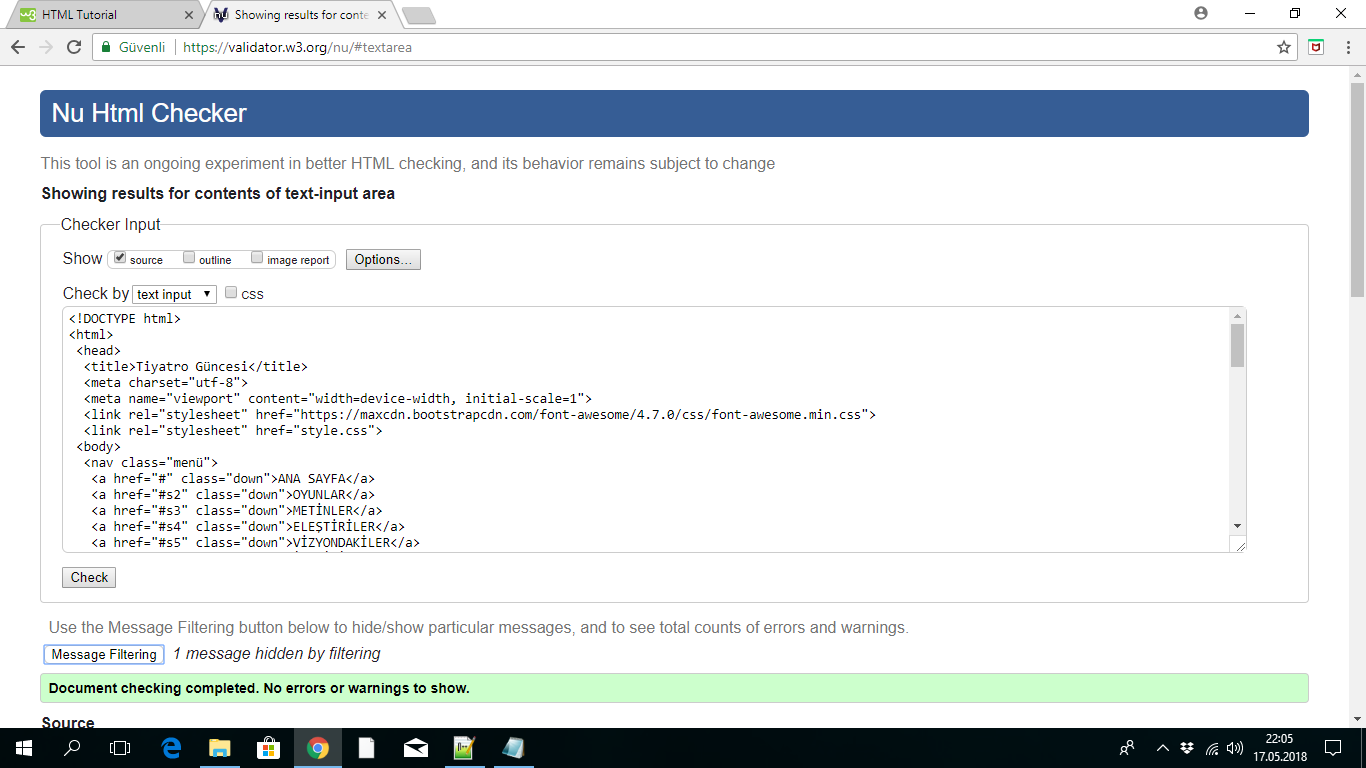 HTML Tutorial
Showing results for conte
Güvenli
https://validator.w3.org/nu/#textarea
Nu Html Checker
This tool is an ongoing experiment in better HTML checking, and its behavior remains subject to change
Showing results for contents of text-input area
Checker Input
Show source outline image report Options...
Check by text input css
<!DOCTYPE html>
<html>
<head>
<title>Tiyatro Güncesi</title>
<meta charset="utf-8">
<meta name="viewport" content="width=device-width, initial-scale=1">
<link rel="stylesheet" href="https://maxcdn.bootstrapcdn.com/font-awesome/4.7.0/css/font-awesome.min.css">
<link rel="stylesheet" href="style.css">
<body>
<nav class="menü">
<a href="#" class="down">ANA SAYFA</a>
<a href="#s2" class="down">OYUNLAR</a>
<a href="#s3" class="down">METİNLER</a>
<a href="#s4" class="down">ELEŞTİRİLER</a>
<a href="#s5" class="down">VİZYONDAKİLER</a>
Check
Use the Message Filtering button below to hide/show particular messages, and to see total counts of errors and warnings.
Message Filtering 1 message hidden by filtering
Document checking completed. No errors or warnings to show.
Source
22:05
17.05.2018